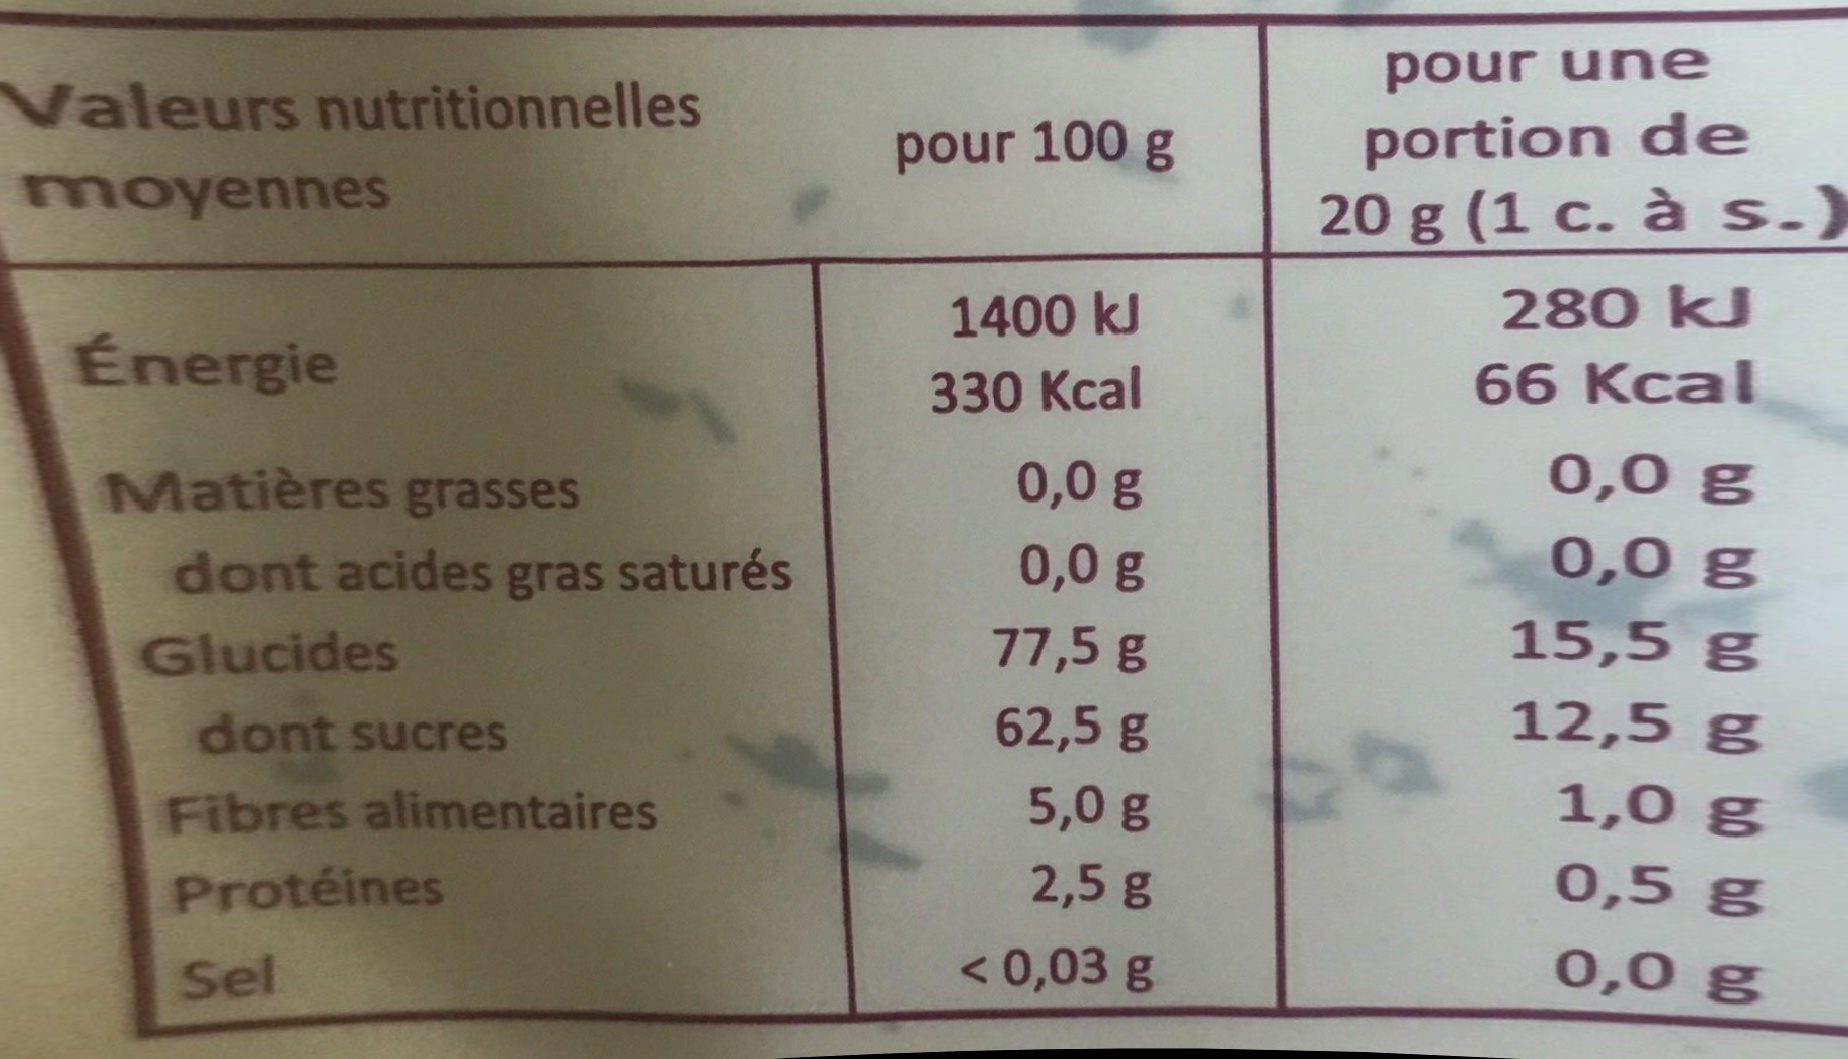 Valeurs nutritionnelles
moyennes
pour 100 g
pour une
portion de
20 g (1 c. à s.)
Énergie
1400 kJ
280 kJ
330 Kcal
66 Kcal
Matières grasses 0,0 g 0,0 g
dont acides gras saturés 0,0 g 0,0 g
Glucides 77,5 g 15,5 g
dont sucres 62,5 g 12,5 g
Fibres alimentaires 5,0 g 1,0 g
Protéines 2,5 g 0,5 g
Sel < 0,03 g 0,0 g